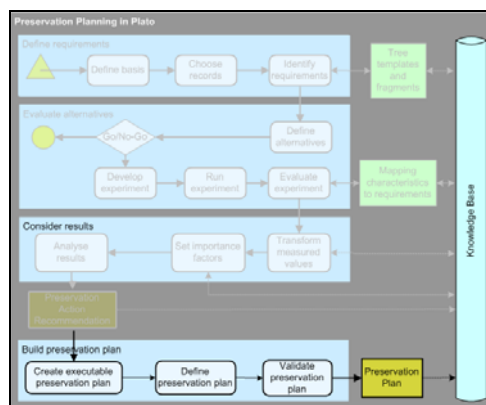 Preservation Planning in Plato
Define requirements
Define basis
Choose
records
Identify
requirements
Tree
templates
and
fragments
Evaluate alternatives
Go/No-Go
Define
alternatives
Develop
experiment
Run
experiment
Evaluate
experiment
Mapping
characteristics
to requirements
Knowledge Base
Consider results
Analyse
results
Set importance
factors
Transform
measured
values
Preservation
Action
Recommendation
Build preservation plan
Create executable
preservation plan
Define
preservation plan
Validate
preservation
plan
Preservation
Plan